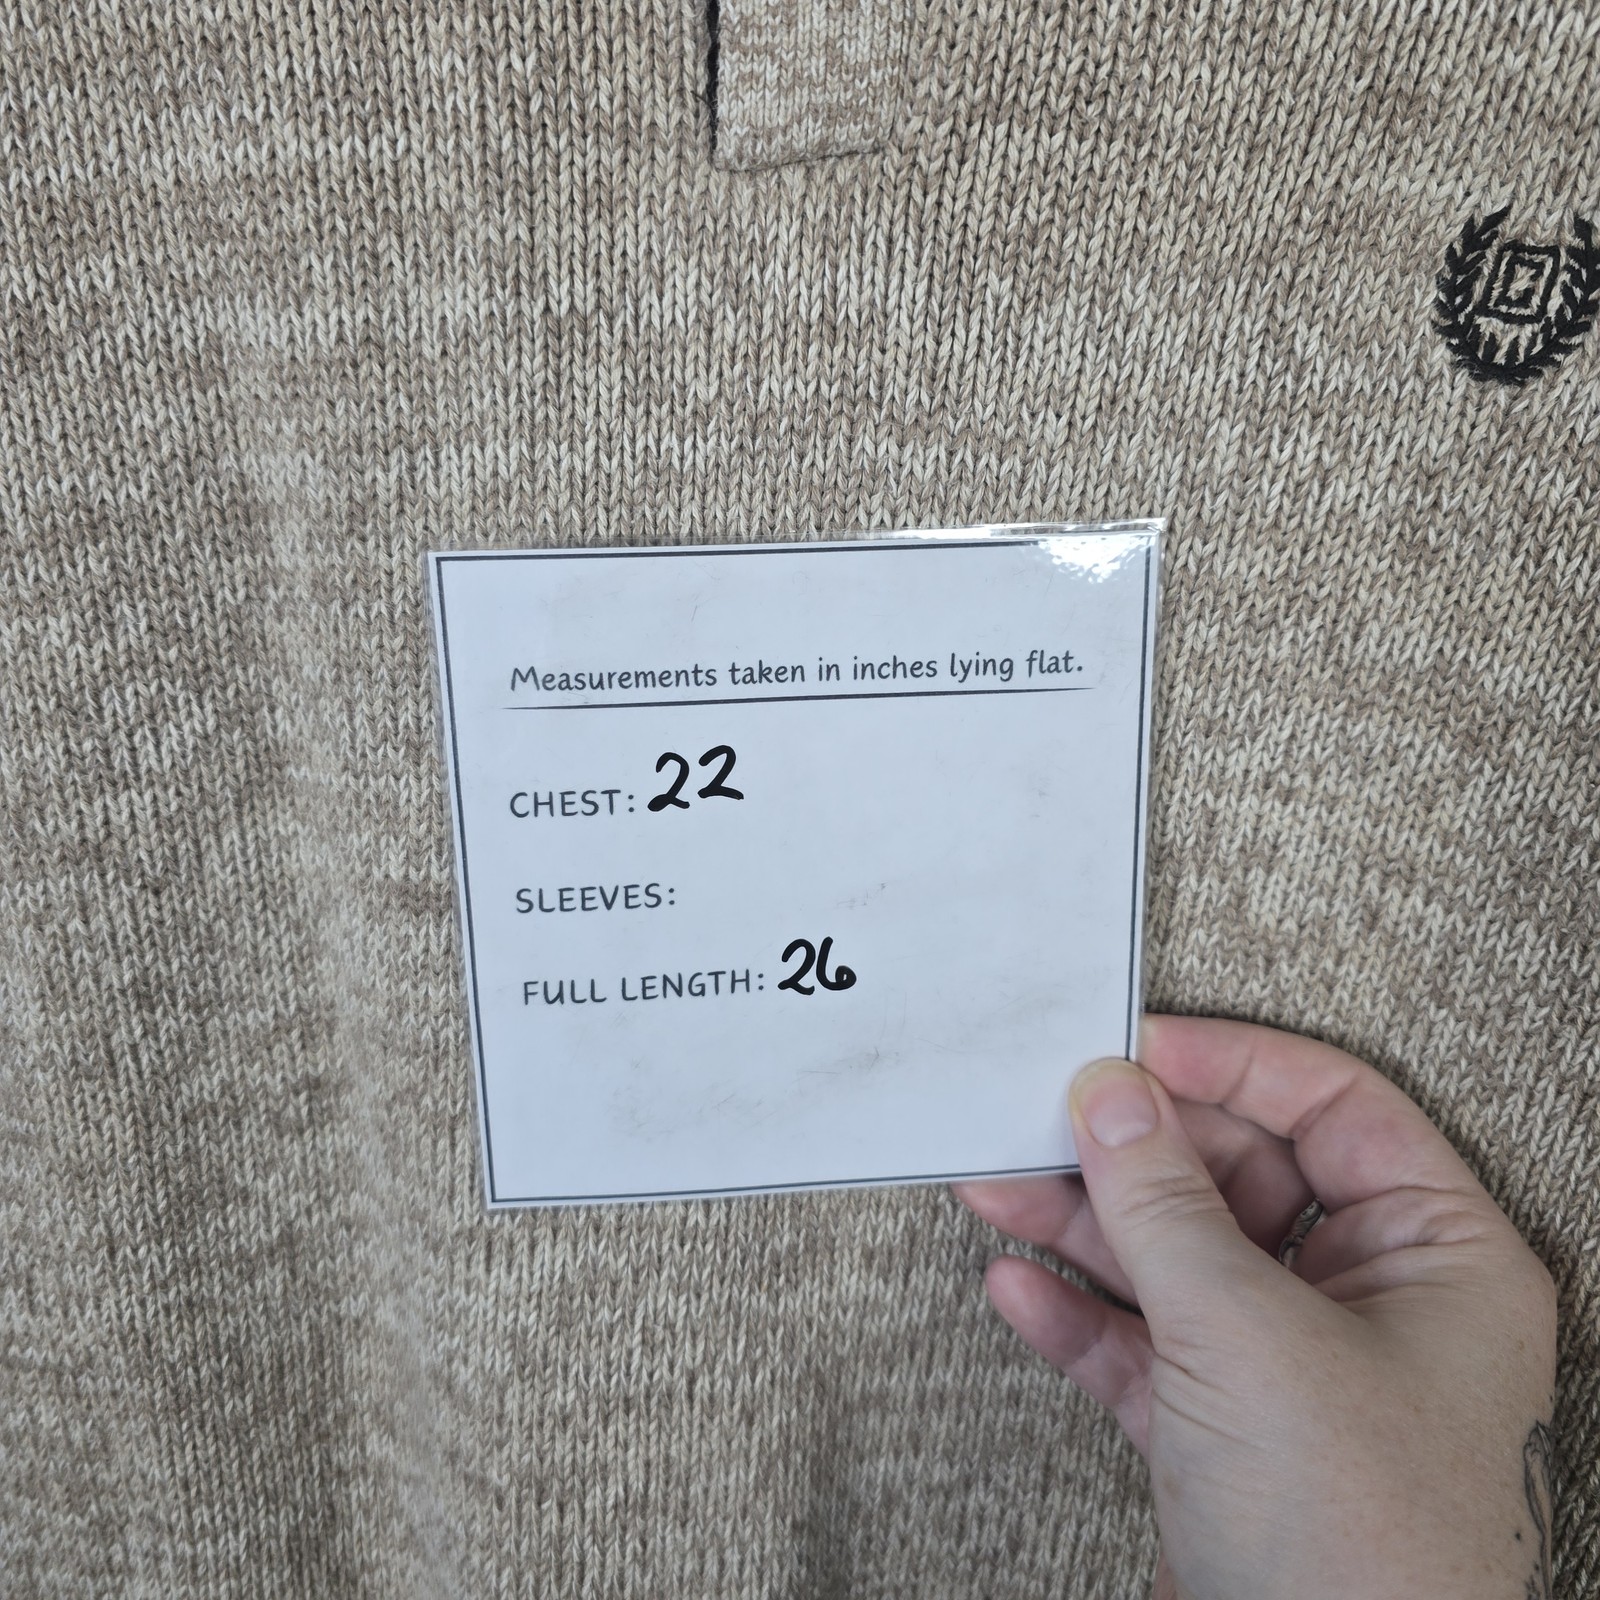 Measurements taken in inches lying flat.
CHEST: 22
SLEEVES:
FULL LENGTH: 26